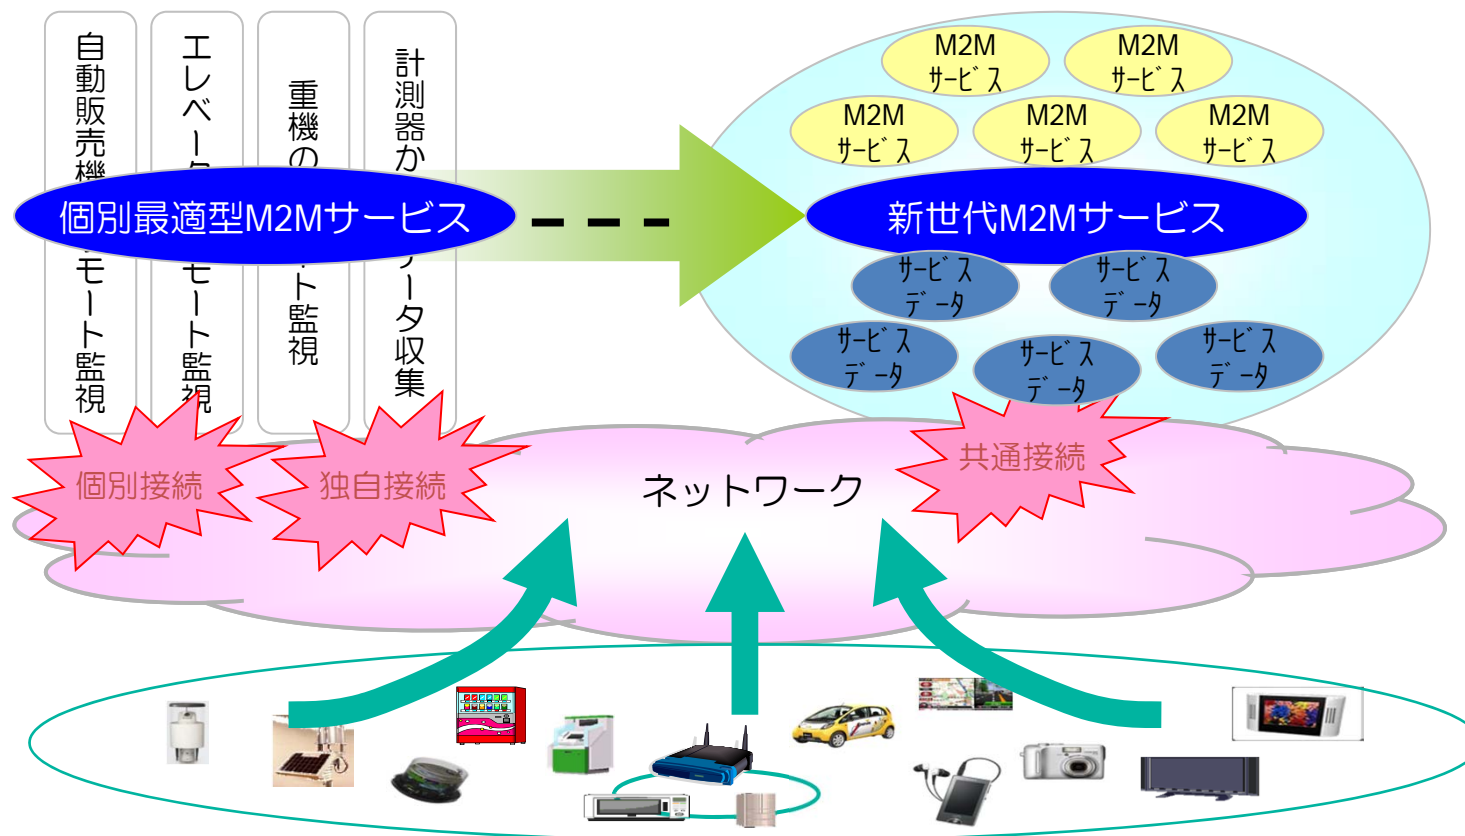 自動販売機
モート監視
エレベータ
モート監視
重機の
ト監視
計測器か
ータ収集
個別最適型M2Mサービス
M2M
ｻｰﾋﾞｽ
M2M
ｻｰﾋﾞｽ
M2M
ｻｰﾋﾞｽ
M2M
ｻｰﾋﾞｽ
M2M
ｻｰﾋﾞｽ
新世代M2Mサービス
ｻｰﾋﾞｽ
ﾃﾞｰﾀ
ｻｰﾋﾞｽ
ﾃﾞｰﾀ
ｻｰﾋﾞｽ
ﾃﾞｰﾀ
ｻｰﾋﾞｽ
ﾃﾞｰﾀ
ｻｰﾋﾞｽ
ﾃﾞｰﾀ
個別接続
独自接続
ネットワーク
共通接続